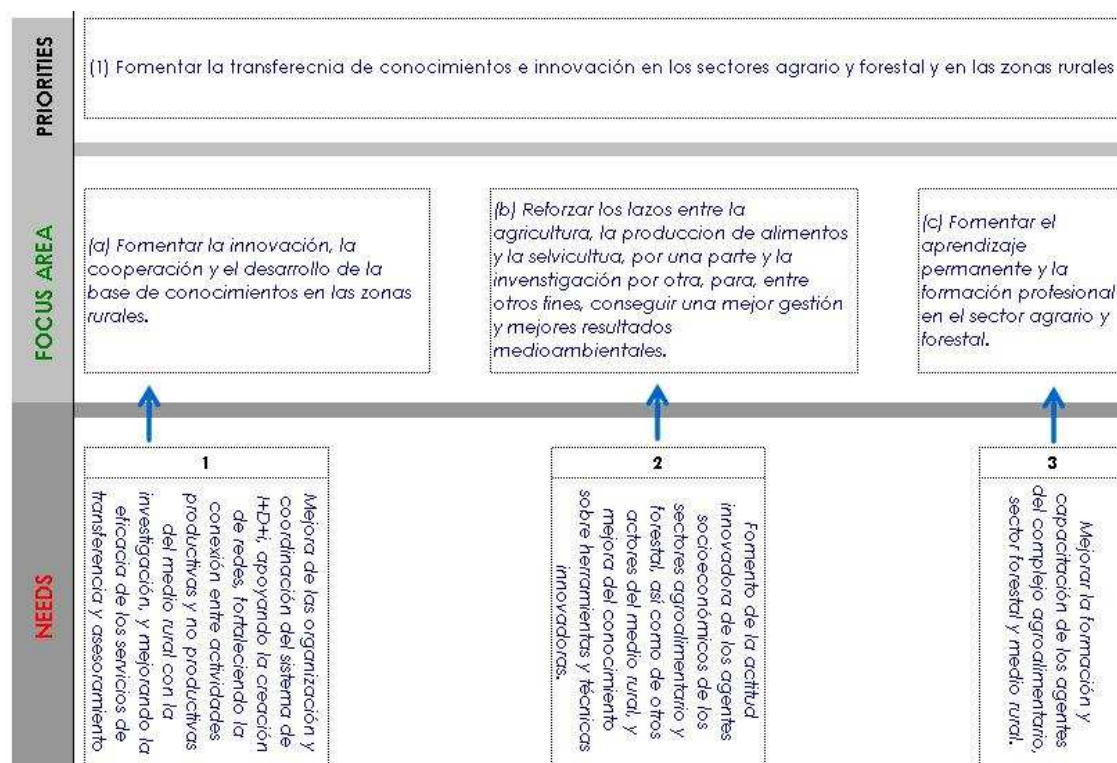 PRIORITIES
(1) Fomentar la transferecnia de conocimientos e innovación en los sectores agrario y forestal y en las zonas rurales
FOCUS AREA
(a) Fomentar la innovación, la
cooperación y el desarrollo de la
base de conocimientos en las zonas
rurales.
(b) Reforzar los lazos entre la
agricultura, la produccion de alimentos
y la selvicultua, por una parte y la
invenstigación por otra, para, entre
otros fines, conseguir una mejor gestión
y mejores resultados
medioambientales.
(c) Fomentar el
aprendizaje
permanente y la
formación profesional
en el sector agrario y
forestal.
NEEDS
1
Mejora de las organización y
coordinación del sistema de
I+D+i, apoyando la creación
de redes, fortaleciendo la
conexión entre actividades
productivas y no productivas
del medio rural con la
investigación, y mejorando la
eficacia de los servicios de
transferencia y asesoramiento
2
Fomento de la actitud
innovadora de los agentes
socioeconómicos de los
sectores agroalimentario y
forestal, así como de otros
actores del medio rural, y
mejora del conocimiento
sobre herramientas y técnicas
innovadoras.
3
Mejorar la formación y
capacitación de los agentes
del complejo agroalimentario,
sector forestal y medio rural.